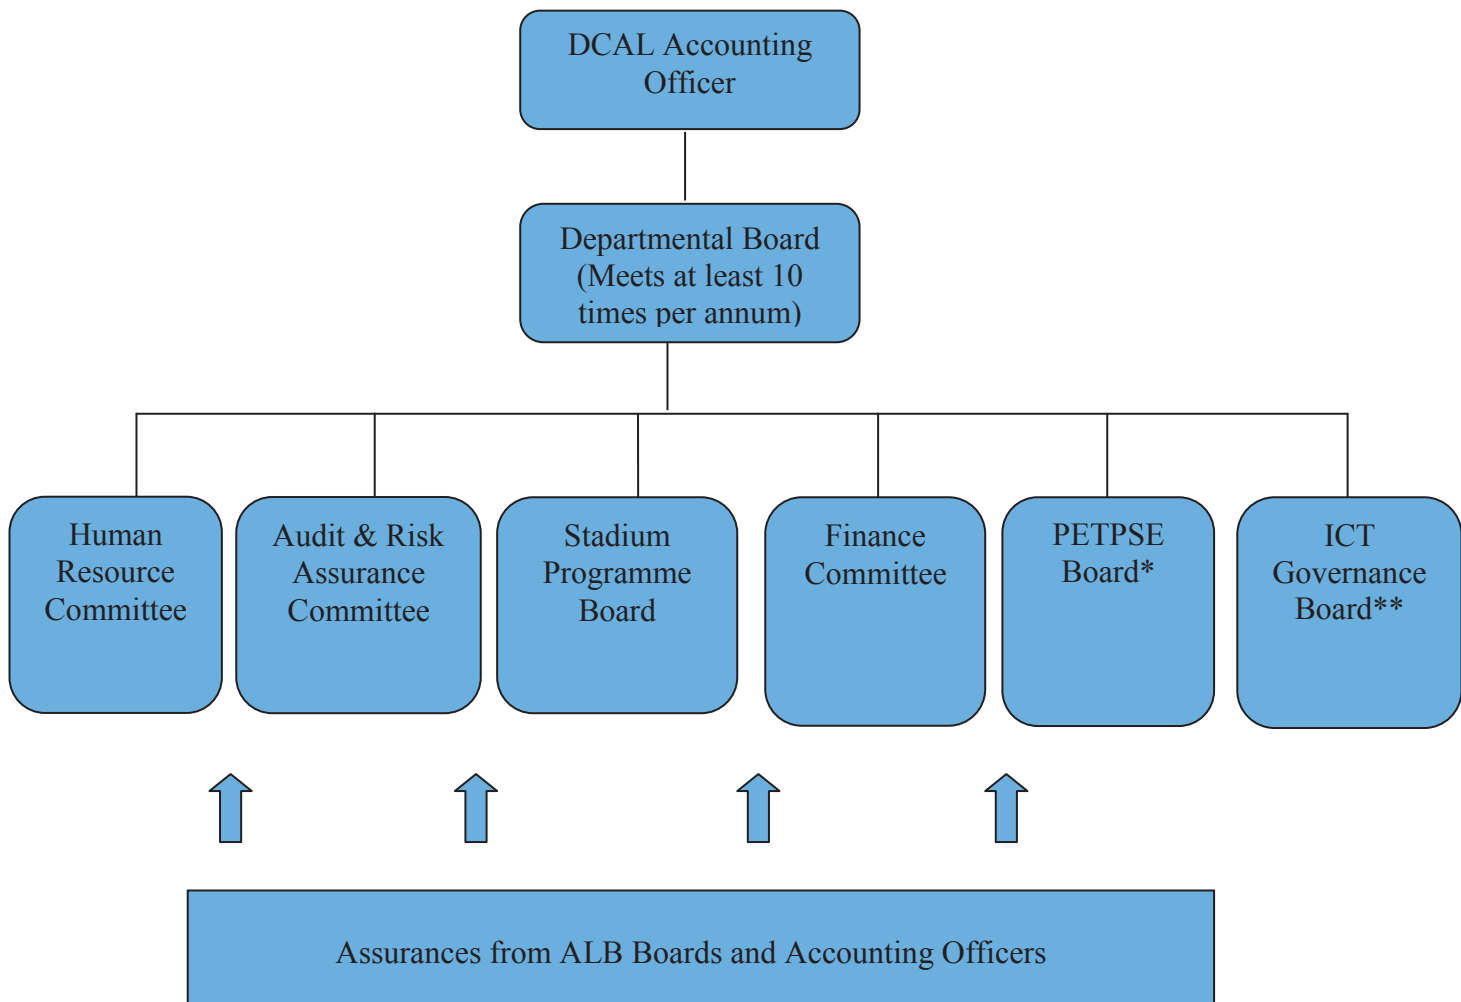 DCAL Accounting
Officer
Departmental Board
(Meets at least 10
times per annum)
Human
Resource
Committee
Audit & Risk
Assurance
Committee
Stadium
Programme
Board
Finance
Committee
PETPSE
Board*
ICT
Governance
Board**
Assurances from ALB Boards and Accounting Officers